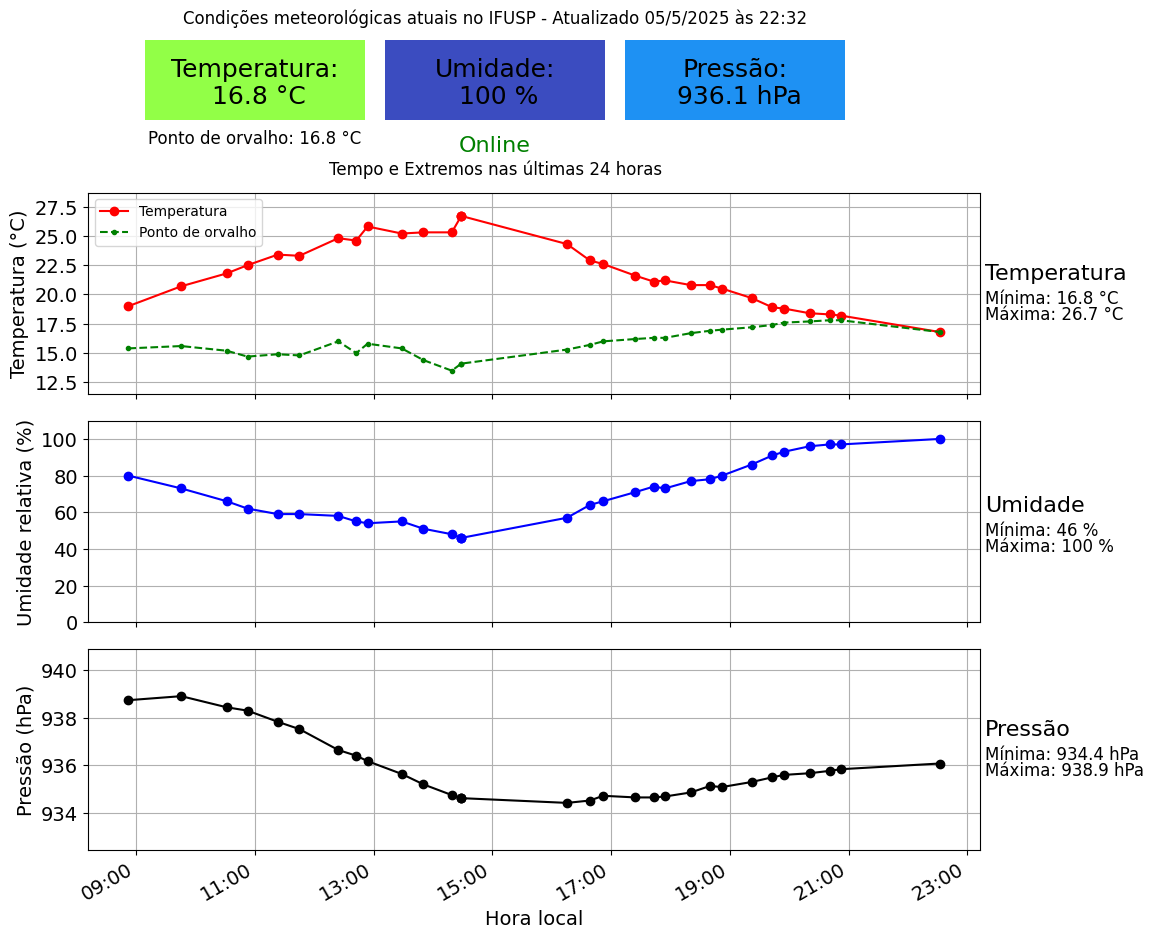 Condições meteorológicas atuais no IFUSP - Atualizado 05/5/2025 às 22:32
Temperatura:
16.8 °C
Umidade:
100 %
Pressão:
936.1 hPa
Ponto de orvalho: 16.8 °C
Online
Tempo e Extremos nas últimas 24 horas
Temperatura (°C)
27.5
25.0
22.5
20.0
17.5
15.0
12.5
Temperatura
Ponto de orvalho
Temperatura
Mínima: 16.8 °C
Máxima: 26.7 °C
Umidade relativa (%)
100
80
60
40
20
0
Umidade
Mínima: 46 %
Máxima: 100 %
Pressão (hPa)
940
938
936
934
Pressão
Mínima: 934.4 hPa
Máxima: 938.9 hPa
09:00
11:00
13:00
15:00
17:00
19:00
21:00
23:00
Hora local